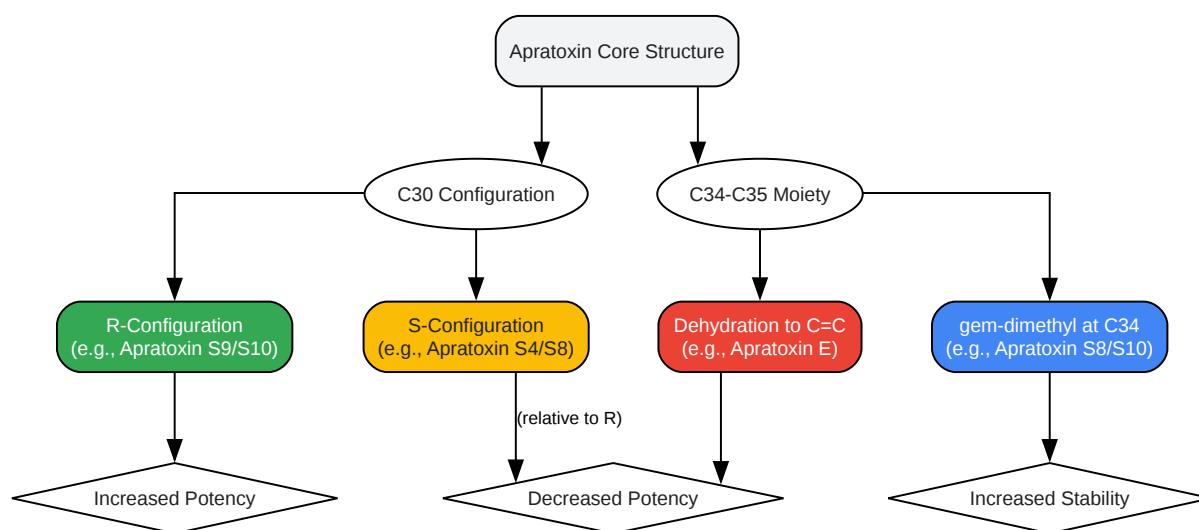 Apratoxin Core Structure
C30 Configuration
C34-C35 Moiety
R-Configuration
(e.g., Apratoxin S9/S10)
S-Configuration
(e.g., Apratoxin S4/S8)
Dehydration to C=C
(e.g., Apratoxin E)
gem-dimethyl at C34
(e.g., Apratoxin S8/S10)
(relative to R)
Increased Potency
Decreased Potency
Increased Stability